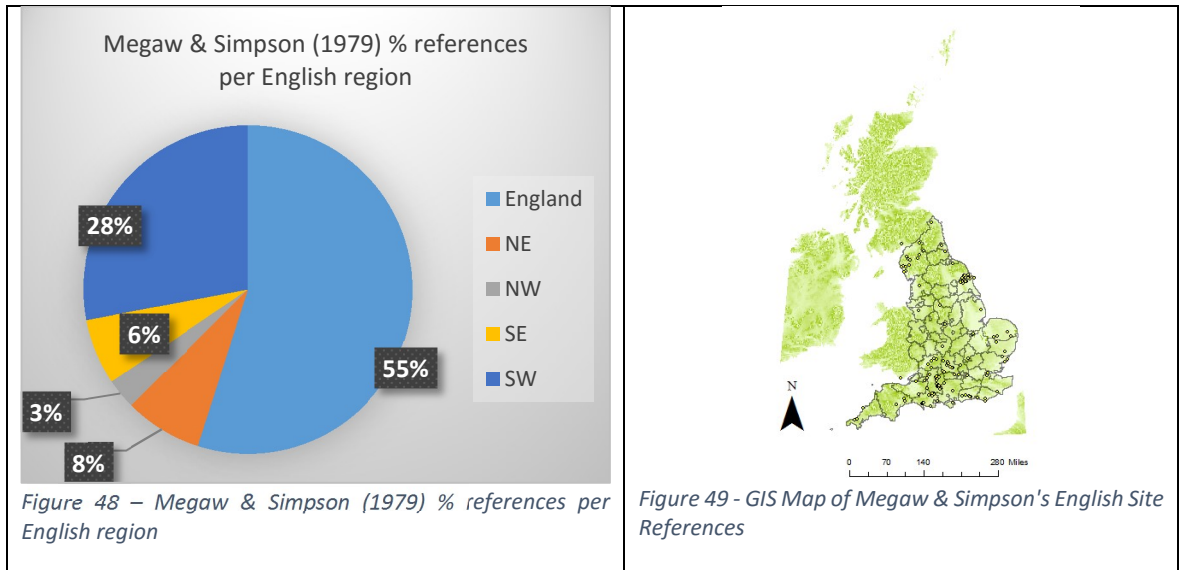 Megaw & Simpson (1979) % references
per English region
28%
6%
3%
8%
55%
England
NE
NW
SE
SW
Figure 48 – Megaw & Simpson (1979) % references per
English region
N
0 70 140 280 Miles
Figure 49 - GIS Map of Megaw & Simpson's English Site
References